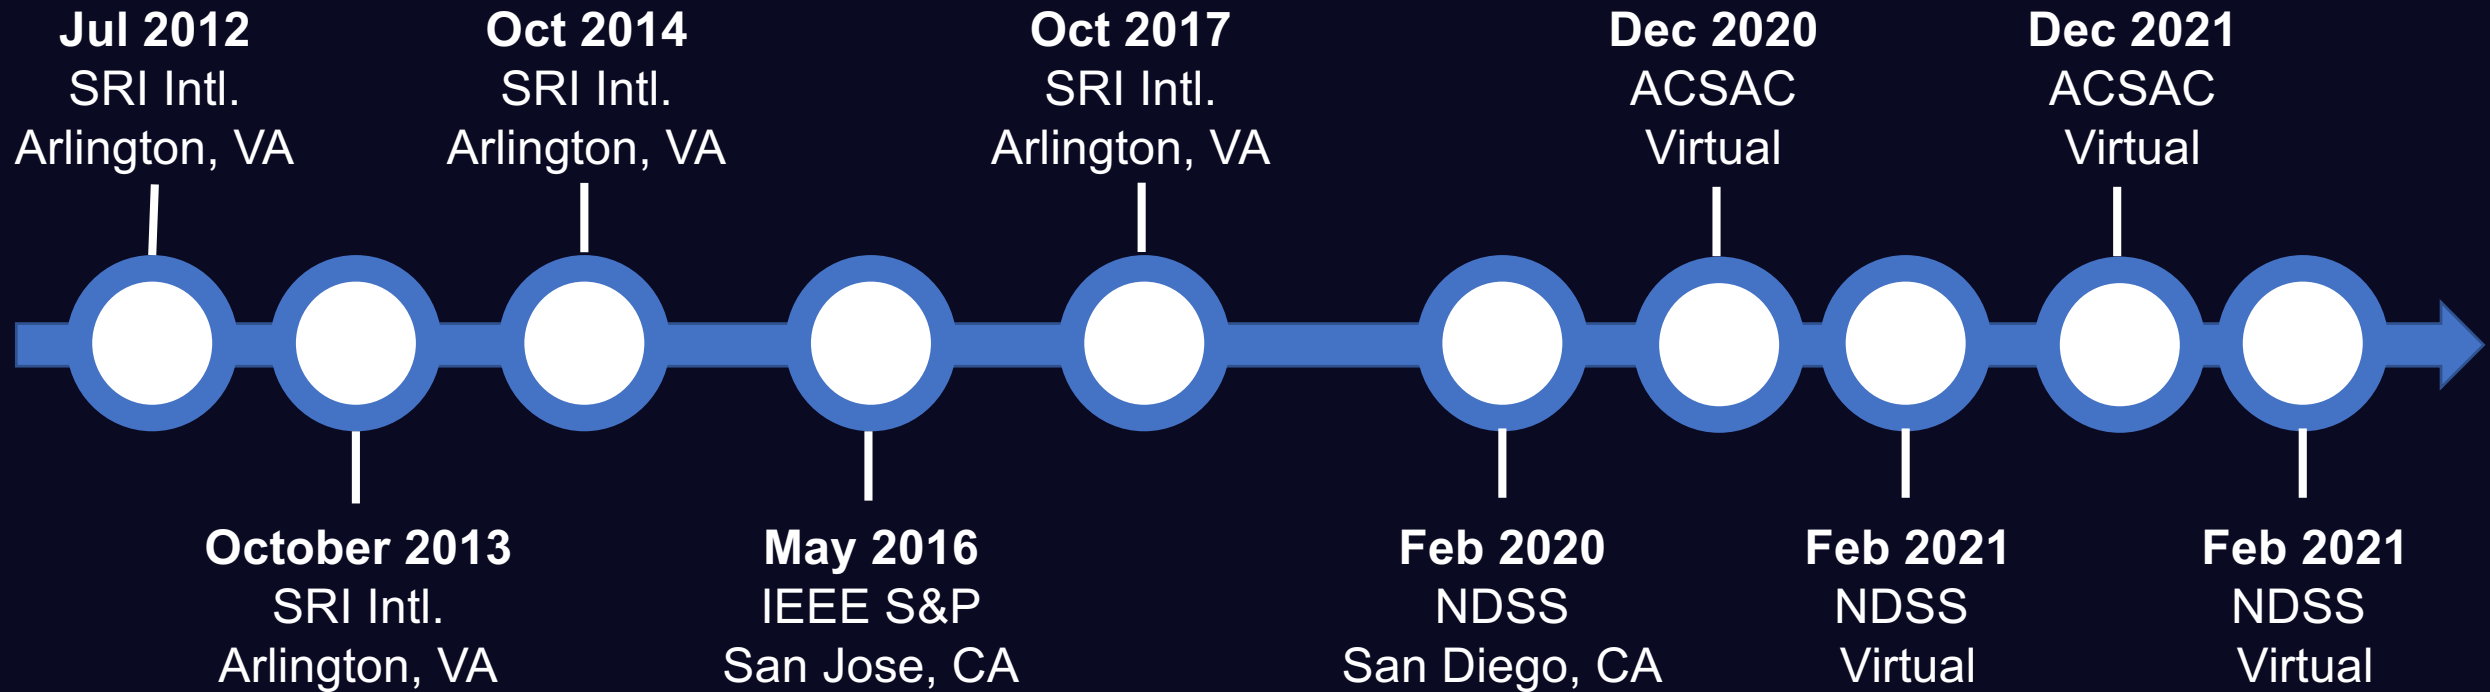 Jul 2012
SRI Intl.
Arlington, VA
Oct 2014
SRI Intl.
Arlington, VA
Oct 2017
SRI Intl.
Arlington, VA
Dec 2020
ACSAC
Virtual
Dec 2021
ACSAC
Virtual
October 2013
SRI Intl.
Arlington, VA
May 2016
IEEE S&P
San Jose, CA
Feb 2020
NDSS
San Diego, CA
Feb 2021
NDSS
Virtual
Feb 2021
NDSS
Virtual